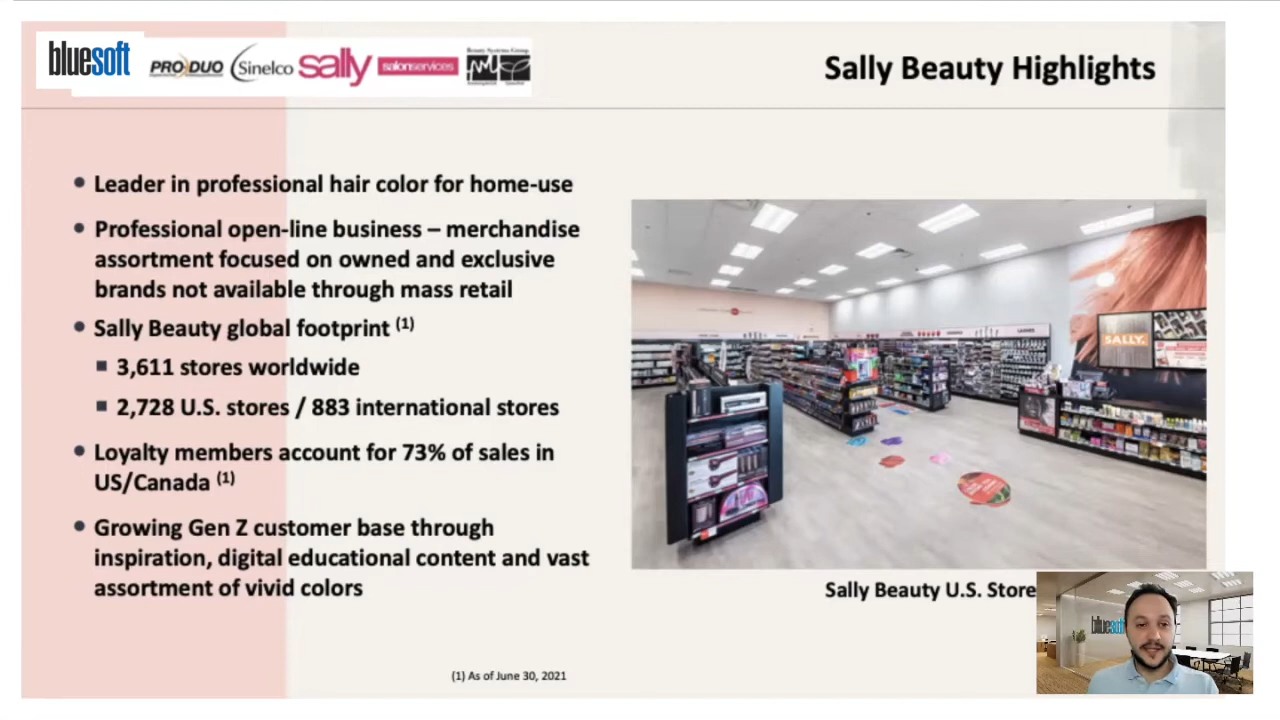 bluesoft
PRO DUO
Sinelco
sally
salonservices
Beauty Systems Group
Sally Beauty Highlights
• Leader in professional hair color for home-use
• Professional open-line business – merchandise
assortment focused on owned and exclusive
brands not available through mass retail
• Sally Beauty global footprint (1)
▪ 3,611 stores worldwide
▪ 2,728 U.S. stores / 883 international stores
• Loyalty members account for 73% of sales in
US/Canada (1)
• Growing Gen Z customer base through
inspiration, digital educational content and vast
assortment of vivid colors
SALLY.
Sally Beauty U.S. Store
bluesoft
(1) As of June 30, 2021